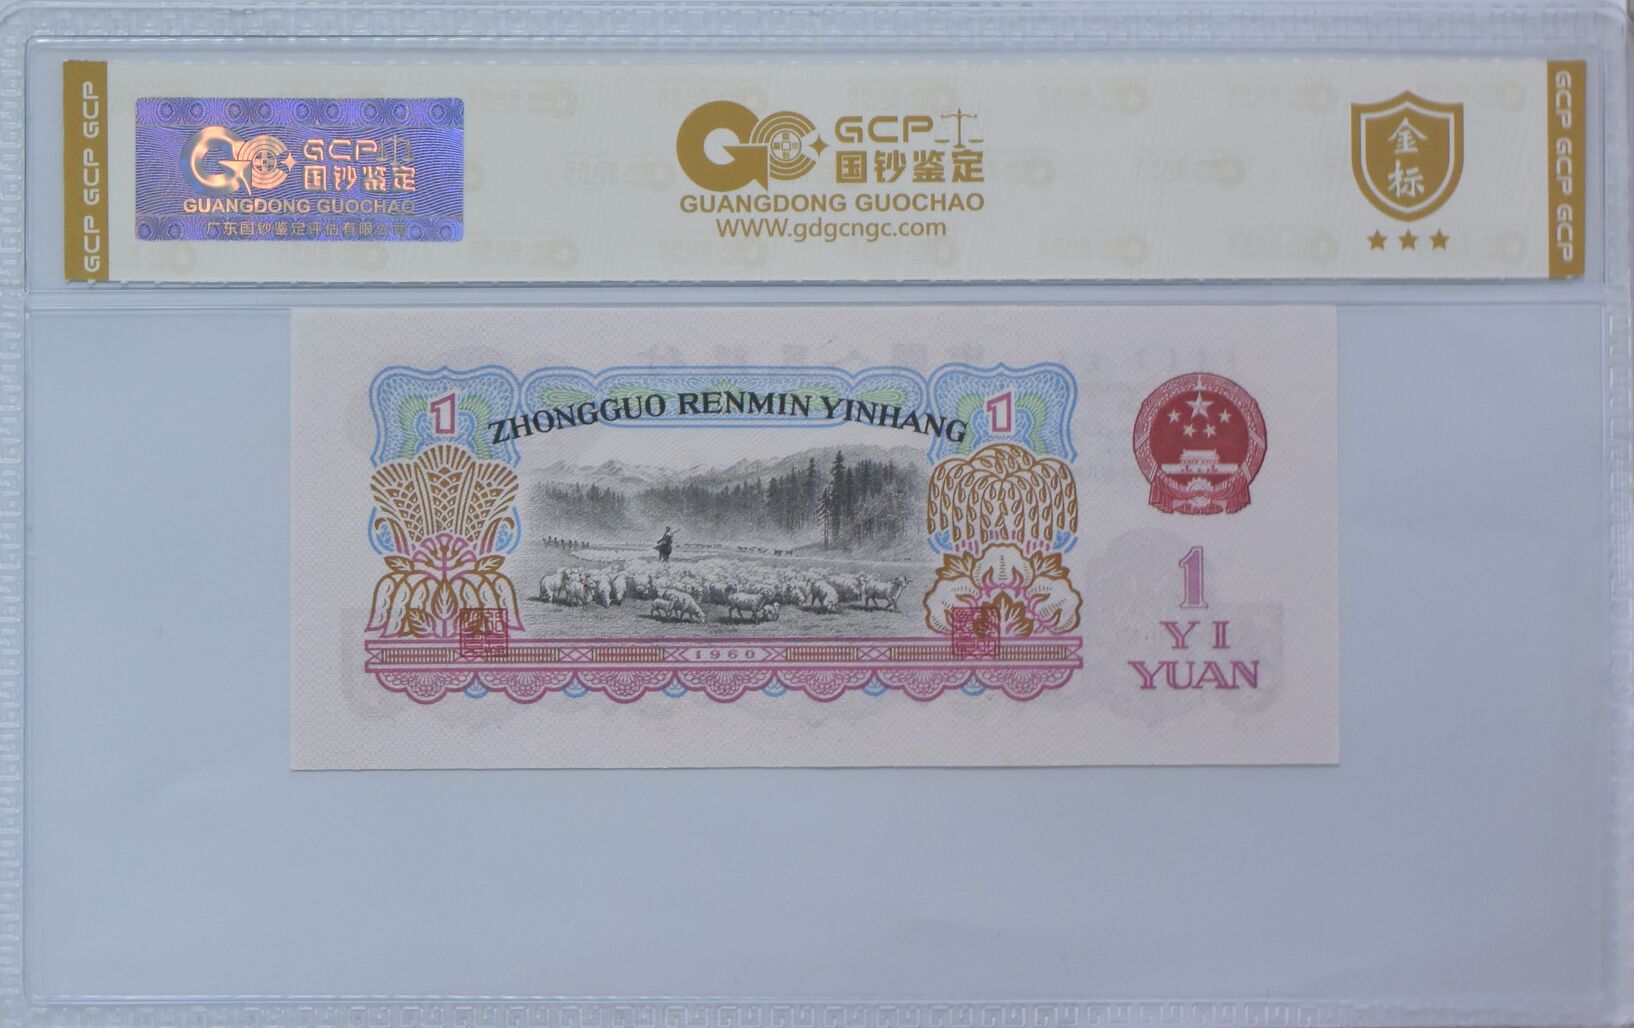 GCP GCP GCP
GCP
国钞鉴定
GUANGDONG GUOCHAO
广东国钞鉴定评估有限公司
GCP
国钞鉴定
GUANGDONG GUOCHAO
WWW.gdgcngc.com
金标
GCP GCP GCP
1
ZHONGGUO RENMIN YINHANG
1
1960
1
YI
YUAN